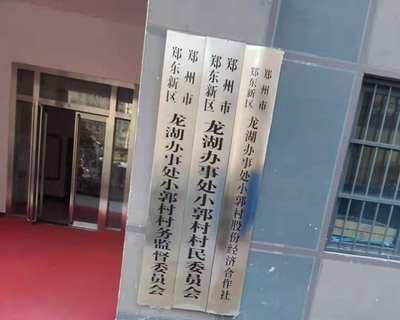 郑州市
郑东新区
龙湖办事处小郭村村务监督委员会
郑州市
郑东新区
龙湖办事处小郭村村民委员会
郑州市
郑东新区
龙湖办事处小郭村股份经济合作社